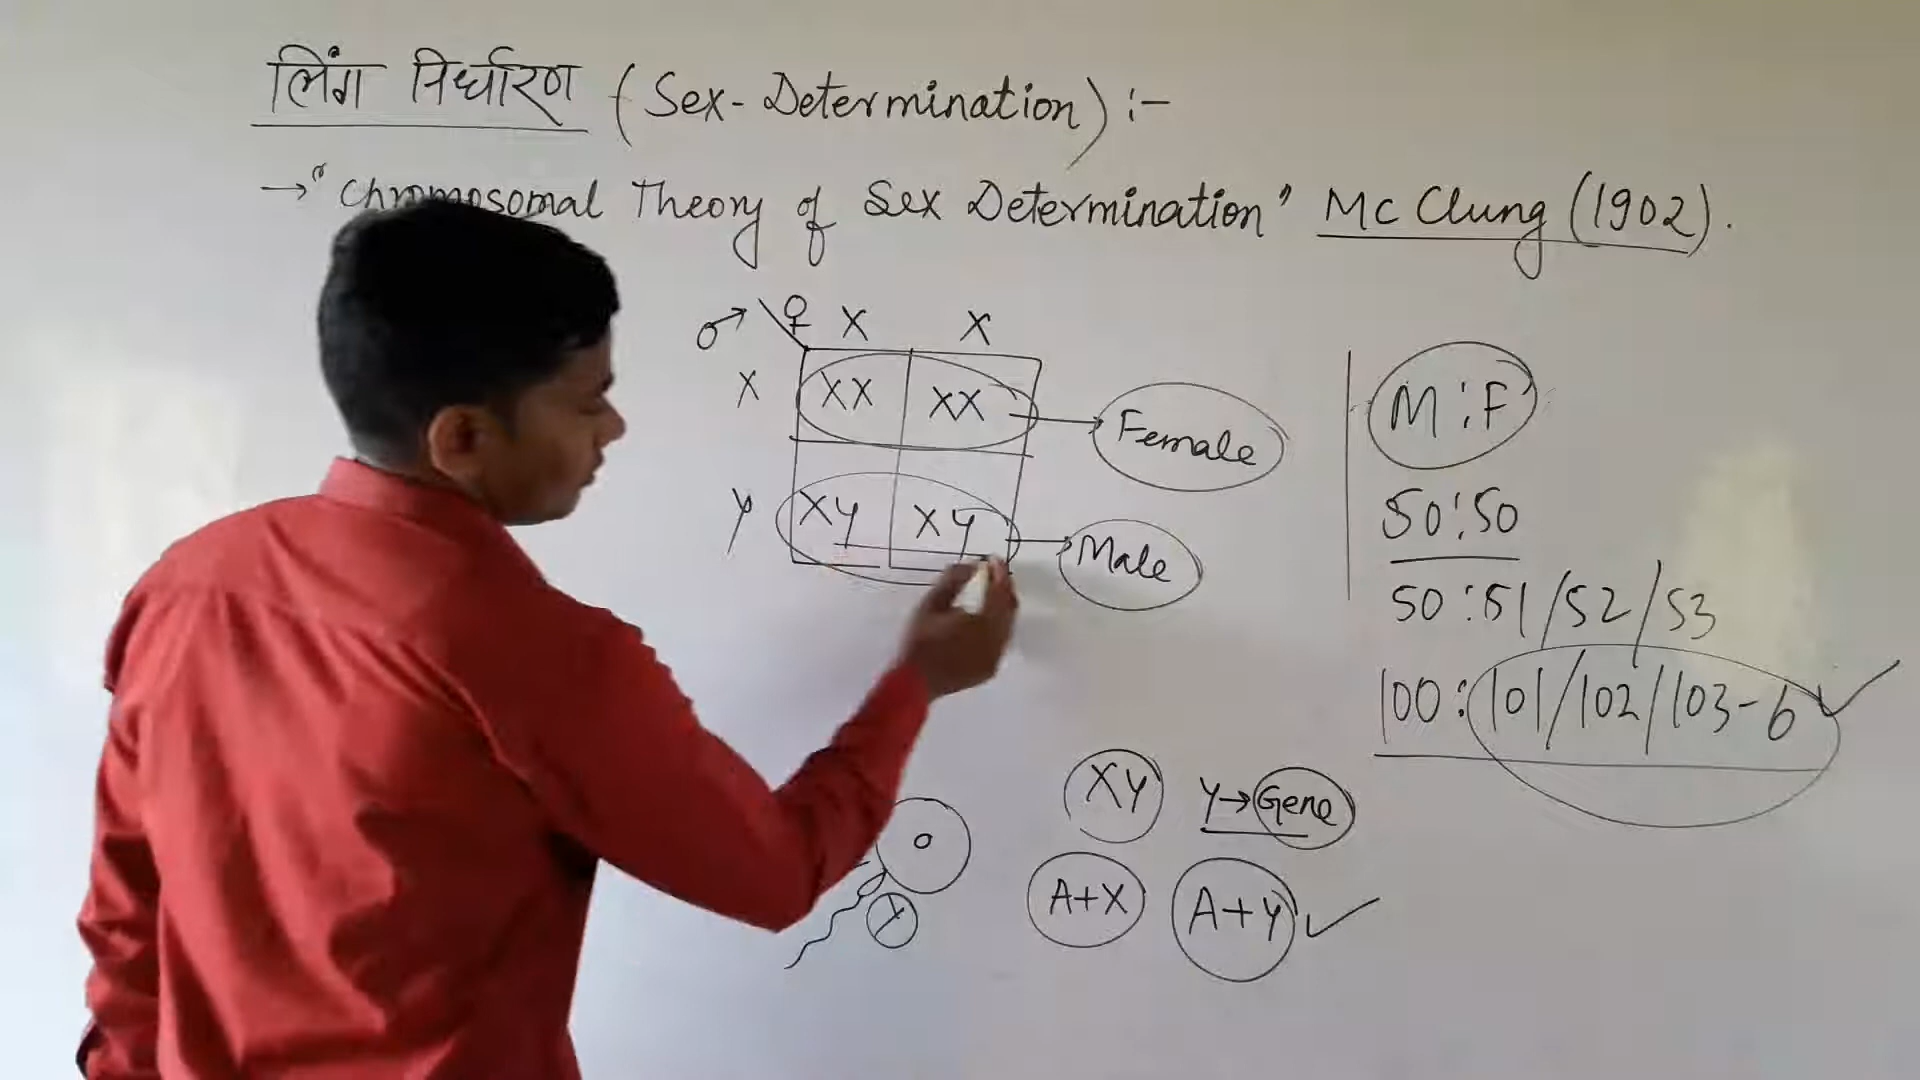 लिंग निर्धारण (Sex-Determination):-
→ "Chromosomal Theory of Sex Determination" Mc Clung (1902).
♂ ♀ X X
X XX XX → Female
Y XY XY → Male
M:F
50:50
50:51/52/53
100:101/102/103-6 ✓
XY Y→Gene
Y A+X A+Y ✓